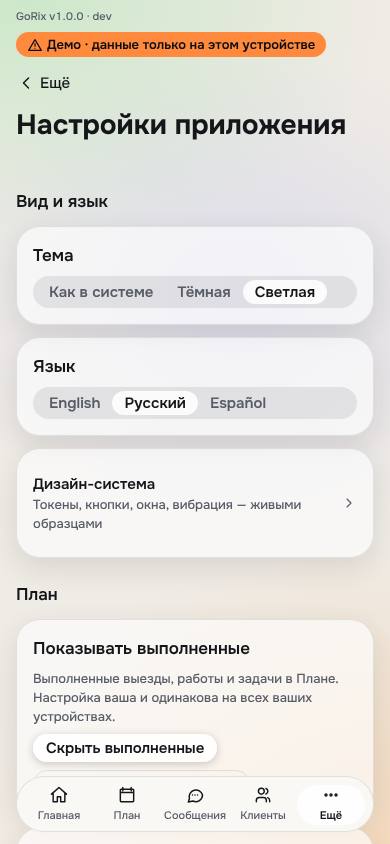 GoRix v1.0.0 · dev
Демо · данные только на этом устройстве
Ещё
Настройки приложения
Вид и язык
Тема
Как в системе Тёмная Светлая
Язык
English Русский Español
Дизайн-система
Токены, кнопки, окна, вибрация — живыми
образцами
План
Показывать выполненные
Выполненные выезды, работы и задачи в Плане.
Настройка ваша и одинакова на всех ваших
устройствах.
Скрыть выполненные
Главная План Сообщения Клиенты Ещё